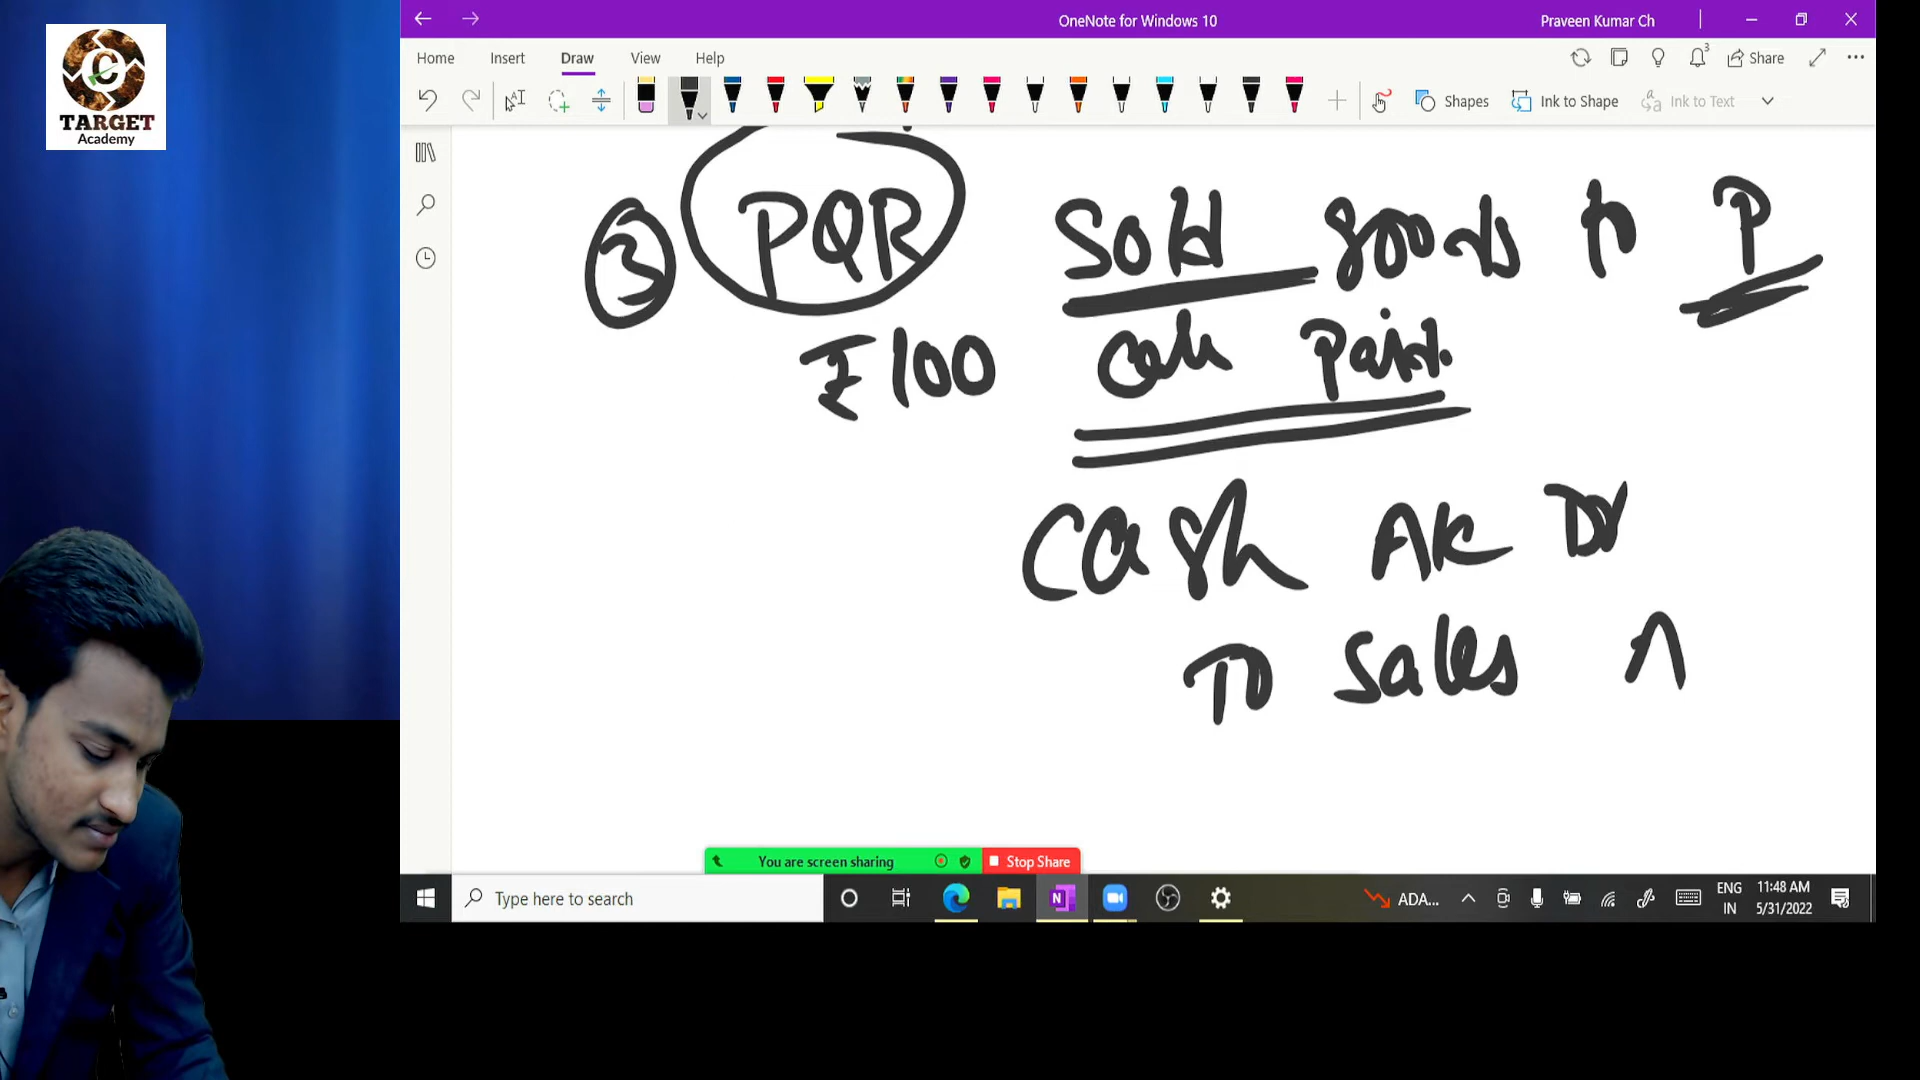 TARGET
Academy
OneNote for Windows 10
Praveen Kumar Ch
Home Insert Draw View Help
3
Share
Shapes
Ink to Shape
Ink to Text
③ PQR Sold goods to P
₹100 Cash Paid.
Cash A/c Dr
To Sales A
You are screen sharing
Stop Share
Type here to search
ADA...
ENG
IN
11:48 AM
5/31/2022